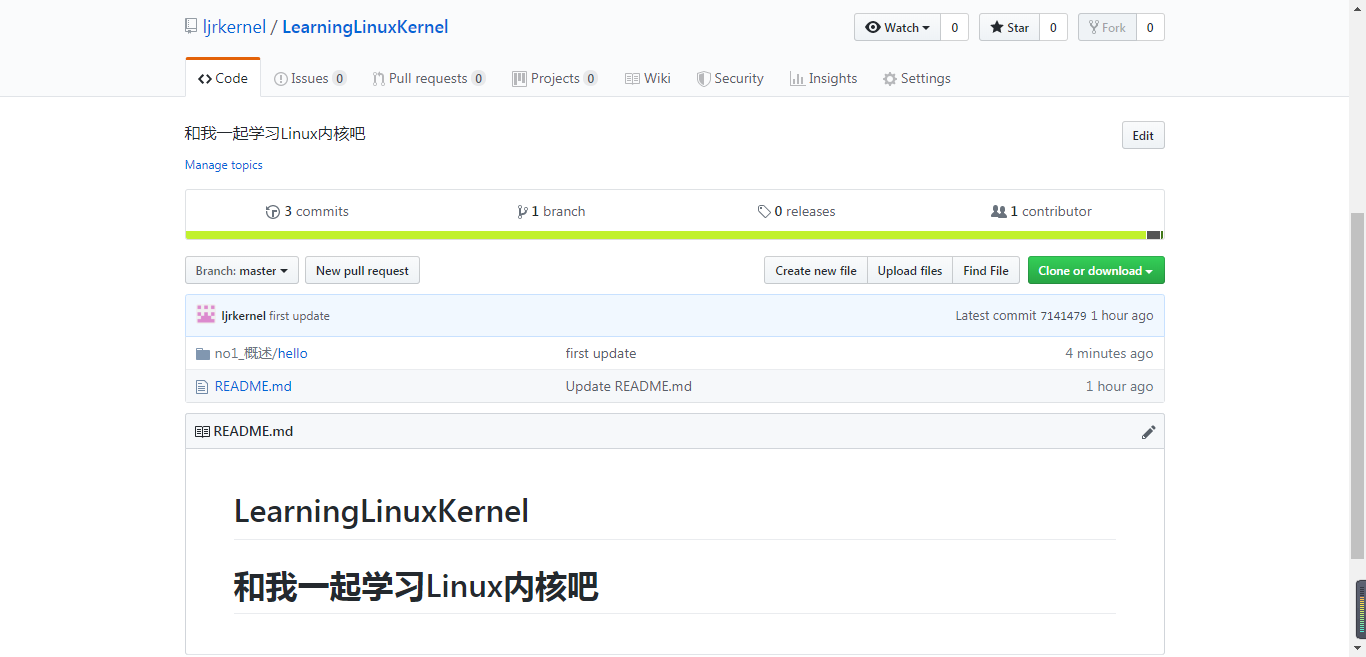 ljrkernel / LearningLinuxKernel Watch 0 Star 0 Fork 0
Code Issues 0 Pull requests 0 Projects 0 Wiki Security Insights Settings
和我一起学习Linux内核吧 Edit
Manage topics
3 commits 1 branch 0 releases 1 contributor
Branch: master New pull request Create new file Upload files Find File Clone or download
ljrkernel first update Latest commit 7141479 1 hour ago
no1_概述/hello first update 4 minutes ago
README.md Update README.md 1 hour ago
README.md
LearningLinuxKernel
和我一起学习Linux内核吧